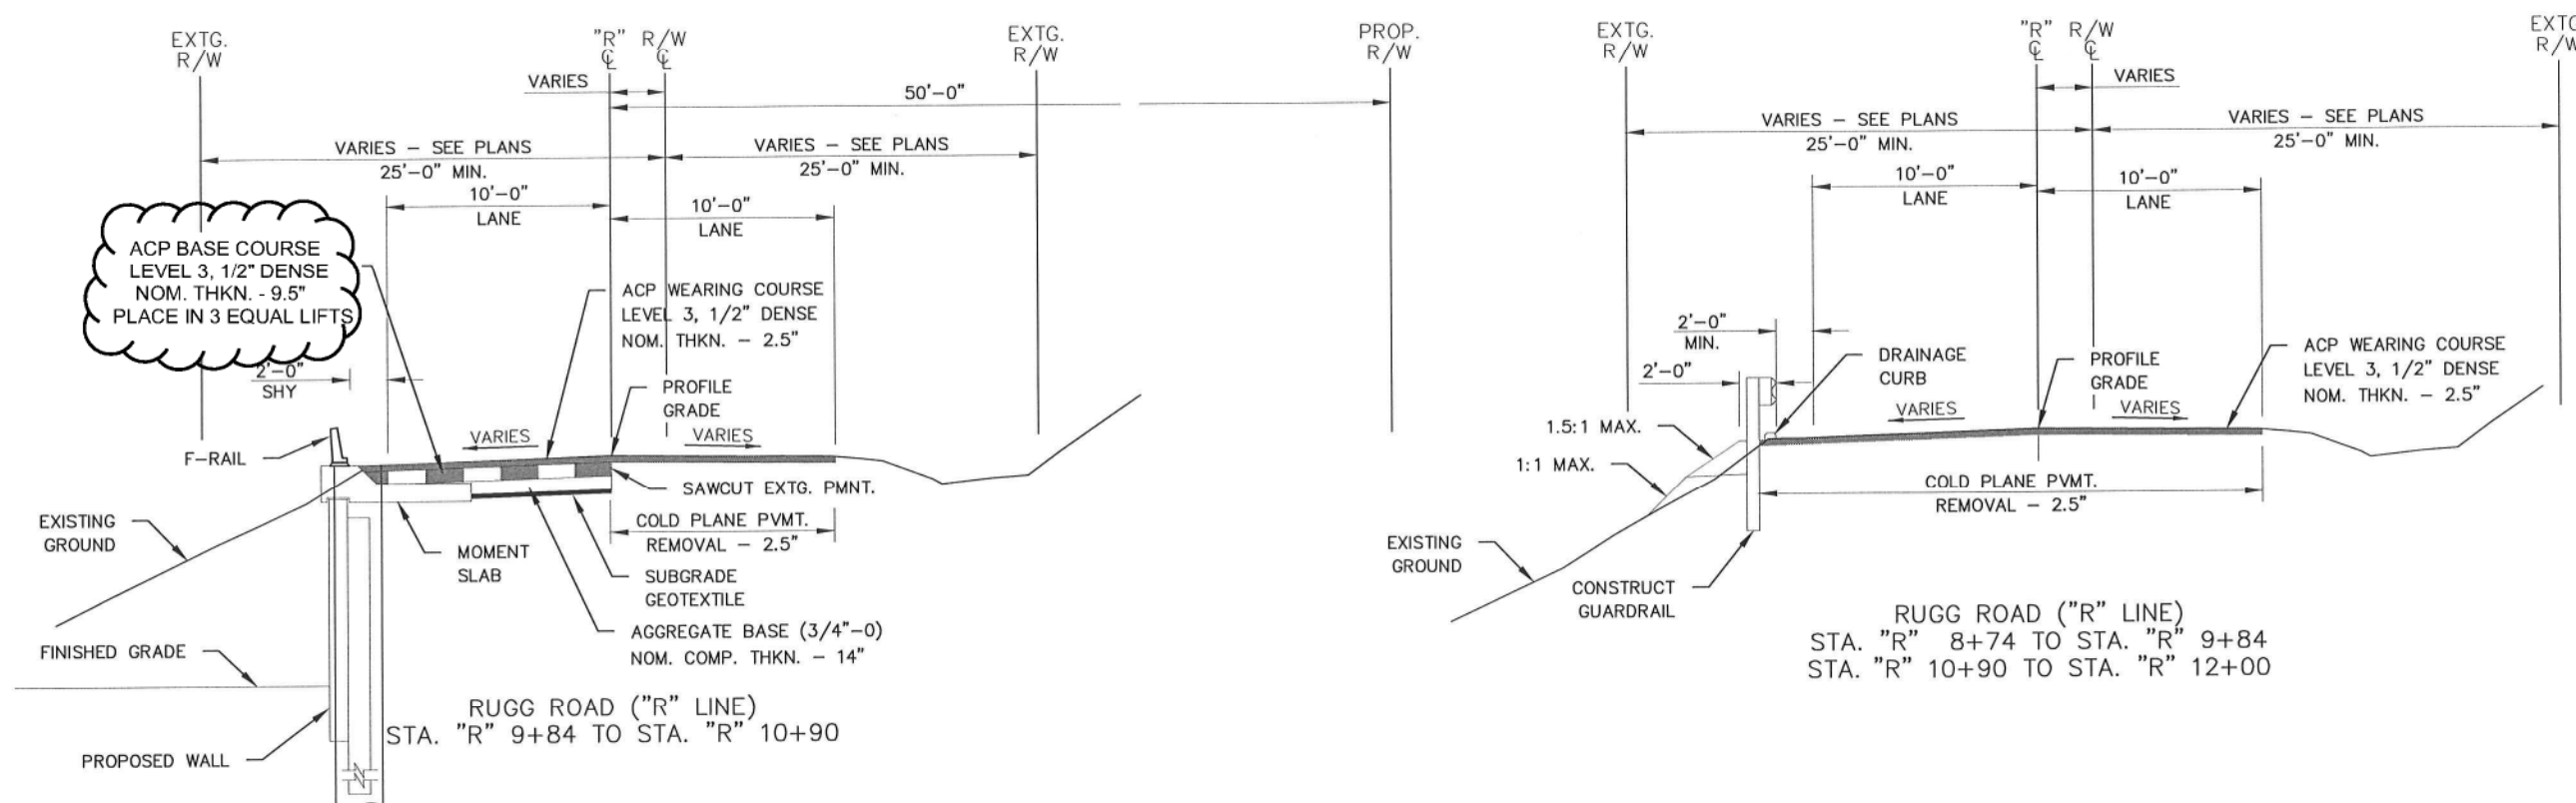 EXTG.
R/W
"R"
℄
R/W
℄
EXTG.
R/W
PROP.
R/W
VARIES
50'-0"
VARIES - SEE PLANS
25'-0" MIN.
VARIES - SEE PLANS
25'-0" MIN.
10'-0"
LANE
10'-0"
LANE
ACP BASE COURSE
LEVEL 3, 1/2" DENSE
NOM. THKN. - 9.5"
PLACE IN 3 EQUAL LIFTS
2'-0"
SHY
ACP WEARING COURSE
LEVEL 3, 1/2" DENSE
NOM. THKN. - 2.5"
PROFILE
GRADE
VARIES
VARIES
F-RAIL
SAWCUT EXTG. PMNT.
COLD PLANE PVMT.
REMOVAL - 2.5"
EXISTING
GROUND
MOMENT
SLAB
SUBGRADE
GEOTEXTILE
AGGREGATE BASE (3/4"-0)
NOM. COMP. THKN. - 14"
FINISHED GRADE
PROPOSED WALL
RUGG ROAD ("R" LINE)
STA. "R" 9+84 TO STA. "R" 10+90
EXTG.
R/W
"R"
℄
R/W
℄
EXTG
R/W
VARIES
VARIES - SEE PLANS
25'-0" MIN.
VARIES - SEE PLANS
25'-0" MIN.
10'-0"
LANE
10'-0"
LANE
2'-0"
MIN.
2'-0"
DRAINAGE
CURB
PROFILE
GRADE
ACP WEARING COURSE
LEVEL 3, 1/2" DENSE
NOM. THKN. - 2.5"
VARIES
VARIES
1.5:1 MAX.
1:1 MAX.
COLD PLANE PVMT.
REMOVAL - 2.5"
EXISTING
GROUND
CONSTRUCT
GUARDRAIL
RUGG ROAD ("R" LINE)
STA. "R" 8+74 TO STA. "R" 9+84
STA. "R" 10+90 TO STA. "R" 12+00